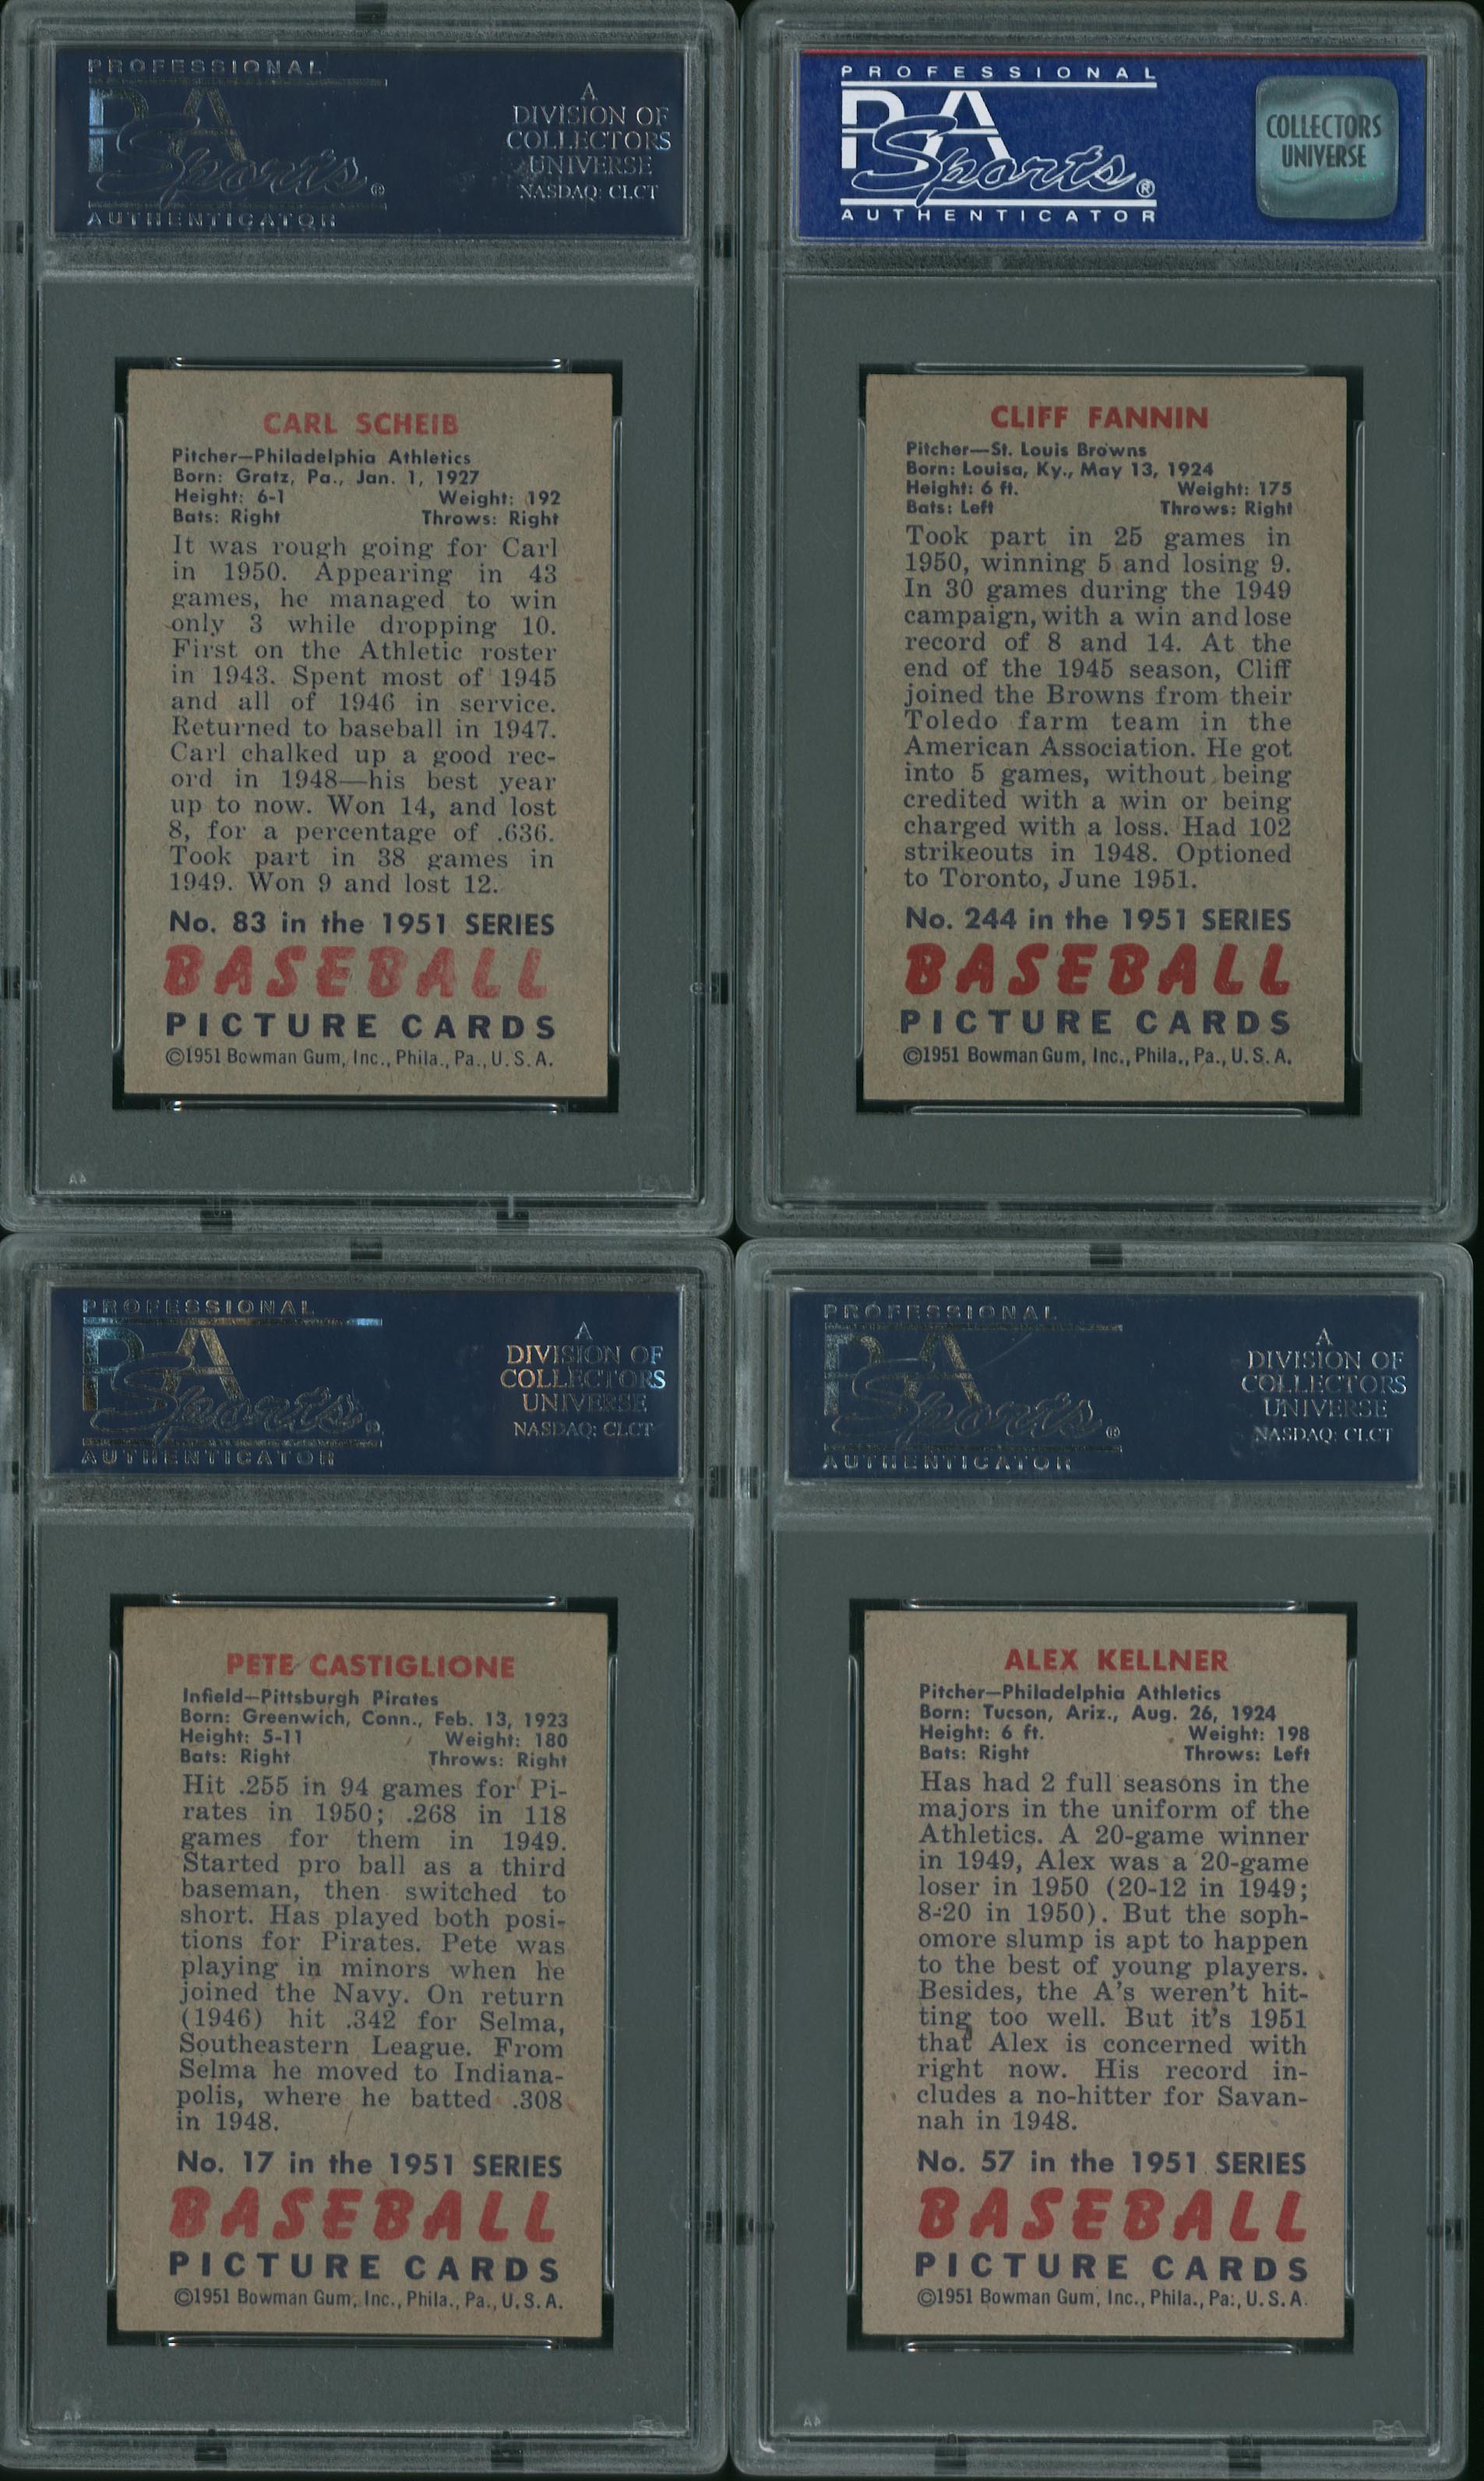 PROFESSIONAL
PSA
Sports®
AUTHENTICATOR
A
DIVISION OF
COLLECTORS
UNIVERSE
NASDAQ: CLCT
CARL SCHEIB
Pitcher—Philadelphia Athletics
Born: Gratz, Pa., Jan. 1, 1927
Height: 6-1 Weight: 192
Bats: Right Throws: Right
It was rough going for Carl
in 1950. Appearing in 43
games, he managed to win
only 3 while dropping 10.
First on the Athletic roster
in 1943. Spent most of 1945
and all of 1946 in service.
Returned to baseball in 1947.
Carl chalked up a good rec-
ord in 1948—his best year
up to now. Won 14, and lost
8, for a percentage of .636.
Took part in 38 games in
1949. Won 9 and lost 12.
No. 83 in the 1951 SERIES
BASEBALL
PICTURE CARDS
©1951 Bowman Gum, Inc., Phila., Pa., U.S.A.
PROFESSIONAL
PSA
Sports®
AUTHENTICATOR
COLLECTORS
UNIVERSE
CLIFF FANNIN
Pitcher—St. Louis Browns
Born: Louisa, Ky., May 13, 1924
Height: 6 ft. Weight: 175
Bats: Left Throws: Right
Took part in 25 games in
1950, winning 5 and losing 9.
In 30 games during the 1949
campaign, with a win and lose
record of 8 and 14. At the
end of the 1945 season, Cliff
joined the Browns from their
Toledo farm team in the
American Association. He got
into 5 games, without being
credited with a win or being
charged with a loss. Had 102
strikeouts in 1948. Optioned
to Toronto, June 1951.
No. 244 in the 1951 SERIES
BASEBALL
PICTURE CARDS
©1951 Bowman Gum, Inc., Phila., Pa., U.S.A.
PROFESSIONAL
PSA
Sports®
AUTHENTICATOR
A
DIVISION OF
COLLECTORS
UNIVERSE
NASDAQ: CLCT
PETE CASTIGLIONE
Infield—Pittsburgh Pirates
Born: Greenwich, Conn., Feb. 13, 1923
Height: 5-11 Weight: 180
Bats: Right Throws: Right
Hit .255 in 94 games for Pi-
rates in 1950; .268 in 118
games for them in 1949.
Started pro ball as a third
baseman, then switched to
short. Has played both posi-
tions for Pirates. Pete was
playing in minors when he
joined the Navy. On return
(1946) hit .342 for Selma,
Southeastern League. From
Selma he moved to Indiana-
polis, where he batted .308
in 1948.
No. 17 in the 1951 SERIES
BASEBALL
PICTURE CARDS
©1951 Bowman Gum, Inc., Phila., Pa., U.S.A.
PROFESSIONAL
PSA
Sports®
AUTHENTICATOR
A
DIVISION OF
COLLECTORS
UNIVERSE
NASDAQ: CLCT
ALEX KELLNER
Pitcher—Philadelphia Athletics
Born: Tucson, Ariz., Aug. 26, 1924
Height: 6 ft. Weight: 198
Bats: Right Throws: Left
Has had 2 full seasons in the
majors in the uniform of the
Athletics. A 20-game winner
in 1949, Alex was a 20-game
loser in 1950 (20-12 in 1949;
8-20 in 1950). But the soph-
omore slump is apt to happen
to the best of young players.
Besides, the A's weren't hit-
ting too well. But it's 1951
that Alex is concerned with
right now. His record in-
cludes a no-hitter for Savan-
nah in 1948.
No. 57 in the 1951 SERIES
BASEBALL
PICTURE CARDS
©1951 Bowman Gum, Inc., Phila., Pa., U.S.A.